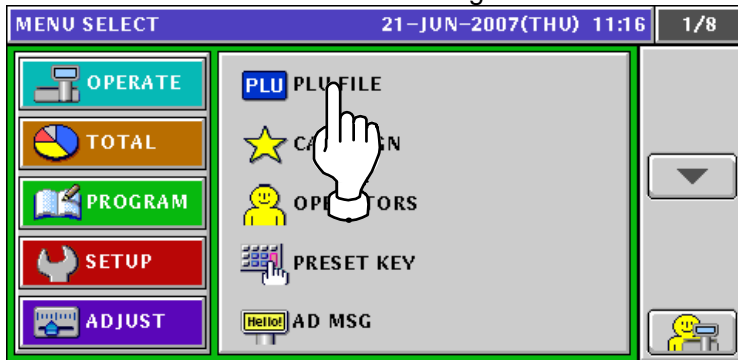 MENU SELECT 21-JUN-2007(THU) 11:16 1/8
OPERATE
TOTAL
PROGRAM
SETUP
ADJUST
PLU PLU FILE
OPERATORS
PRESET KEY
Hello! AD MSG